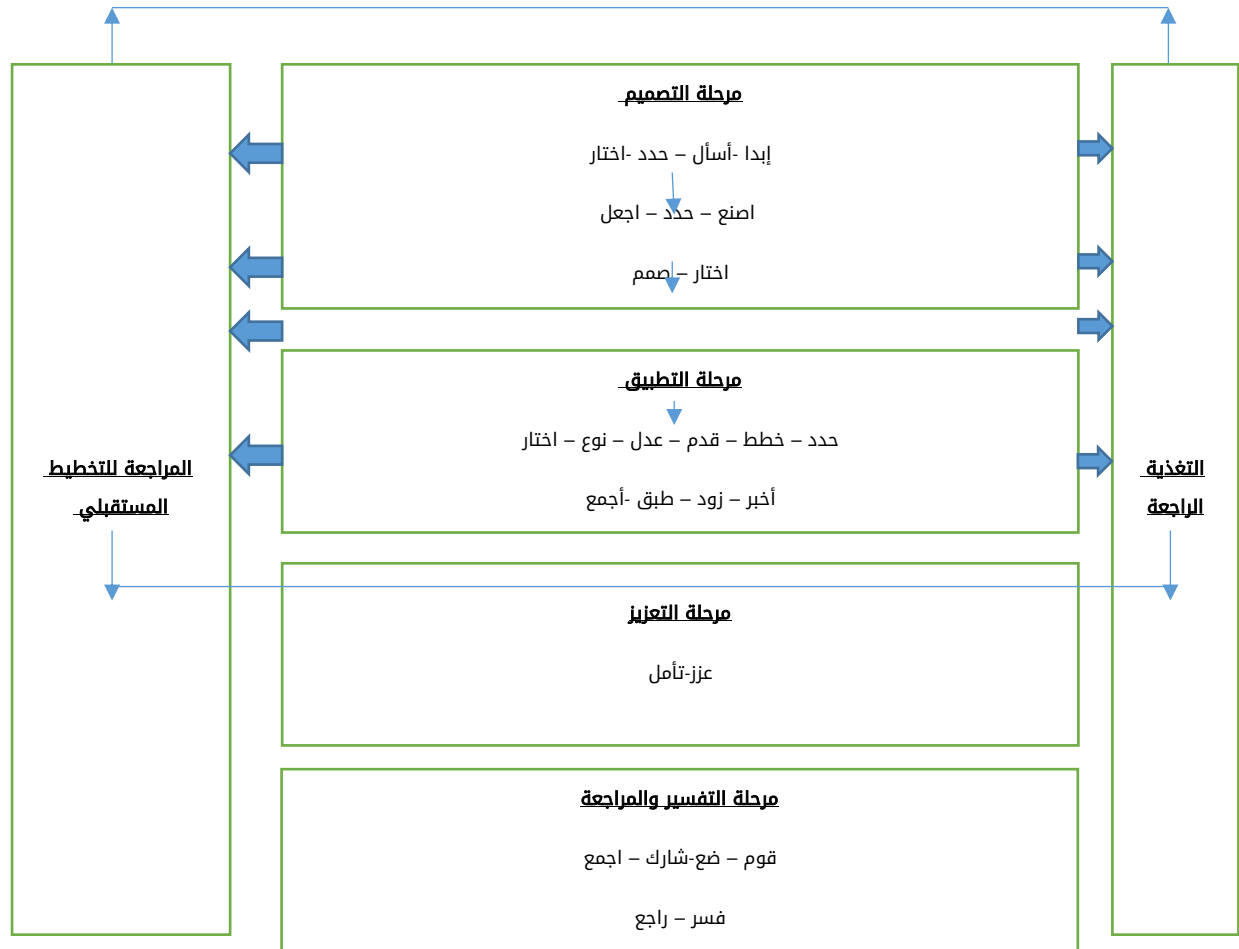 مرحلة التصميم
إبدا -أسأل – حدد -اختار
اصنع – حدد – اجعل
اختار – صمم
مرحلة التطبيق
حدد – خطط – قدم – عدل – نوع – اختار
أخبر – زود – طبق -أجمع
التغذية
الراجعة
المراجعة للتخطيط
المستقبلي
مرحلة التعزيز
عزز-تأمل
مرحلة التفسير والمراجعة
قوم – ضع-شارك – اجمع
فسر – راجع